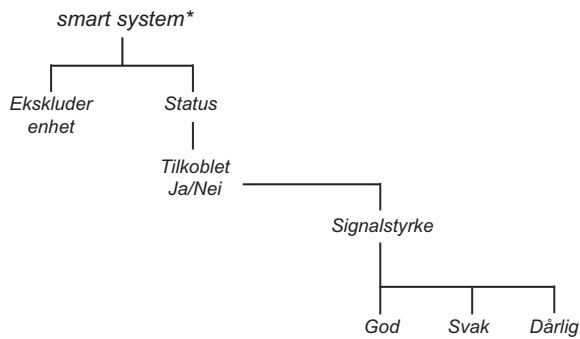 smart system*
Ekskluder
enhet
Status
Tilkoblet
Ja/Nei
Signalstyrke
God
Svak
Dårlig